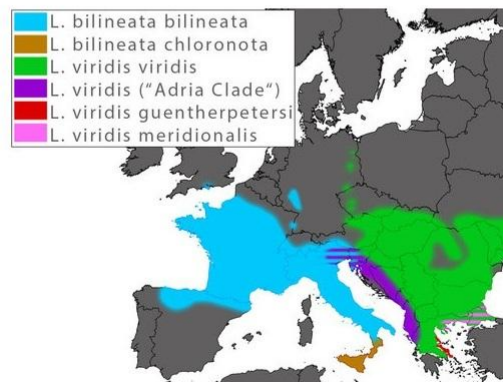 L. bilineata bilineata
L. bilineata chloronota
L. viridis viridis
L. viridis (“Adria Clade“)
L. viridis guentherpetersi
L. viridis meridionalis